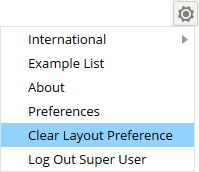 International
Example List
About
Preferences
Clear Layout Preference
Log Out Super User